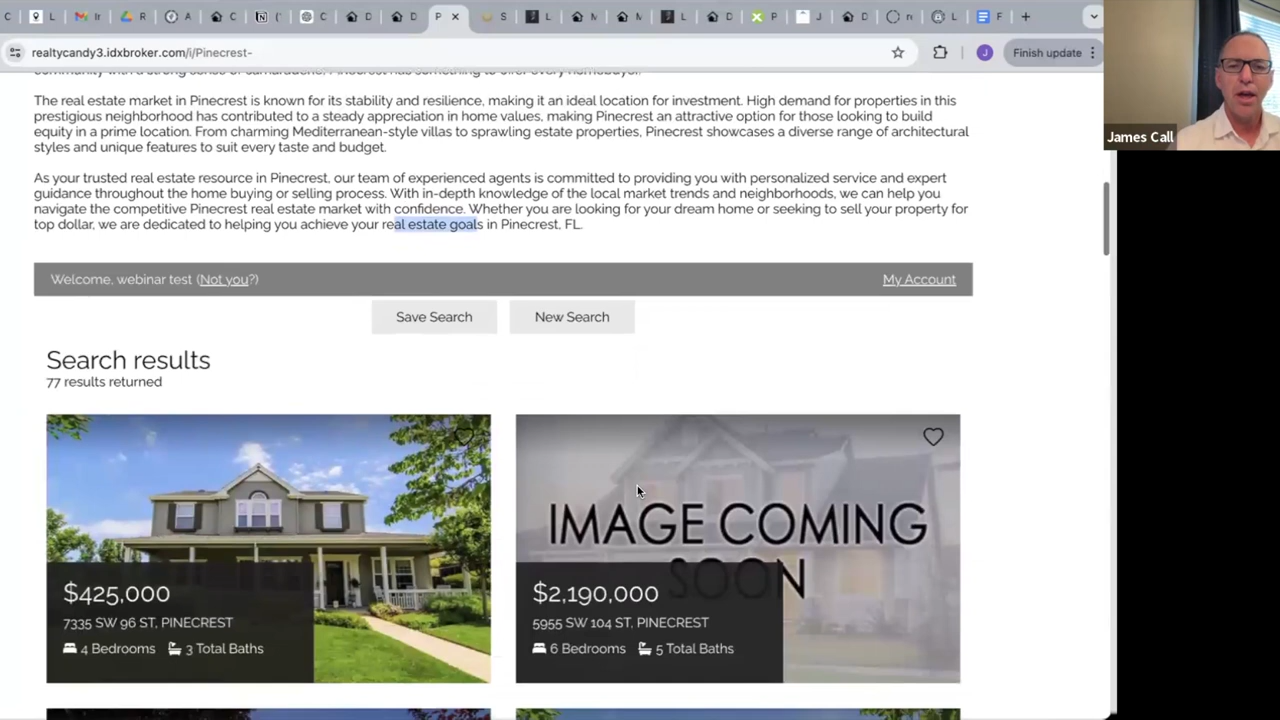 C
L
In
R
A
C
(
C
D
D
P
S
L
M
M
L
D
P
J
D
n
L
F
realtycandy3.idxbroker.com/i/Pinecrest-
J
Finish update
James Call
The real estate market in Pinecrest is known for its stability and resilience, making it an ideal location for investment. High demand for properties in this
prestigious neighborhood has contributed to a steady appreciation in home values, making Pinecrest an attractive option for those looking to build
equity in a prime location. From charming Mediterranean-style villas to sprawling estate properties, Pinecrest showcases a diverse range of architectural
styles and unique features to suit every taste and budget.
As your trusted real estate resource in Pinecrest, our team of experienced agents is committed to providing you with personalized service and expert
guidance throughout the home buying or selling process. With in-depth knowledge of the local market trends and neighborhoods, we can help you
navigate the competitive Pinecrest real estate market with confidence. Whether you are looking for your dream home or seeking to sell your property for
top dollar, we are dedicated to helping you achieve your real estate goals in Pinecrest, FL.
Welcome, webinar test (Not you?)
My Account
Save Search
New Search
Search results
77 results returned
IMAGE COMING
SOON
$425,000
7335 SW 96 ST, PINECREST
4 Bedrooms
3 Total Baths
$2,190,000
5955 SW 104 ST, PINECREST
6 Bedrooms
5 Total Baths